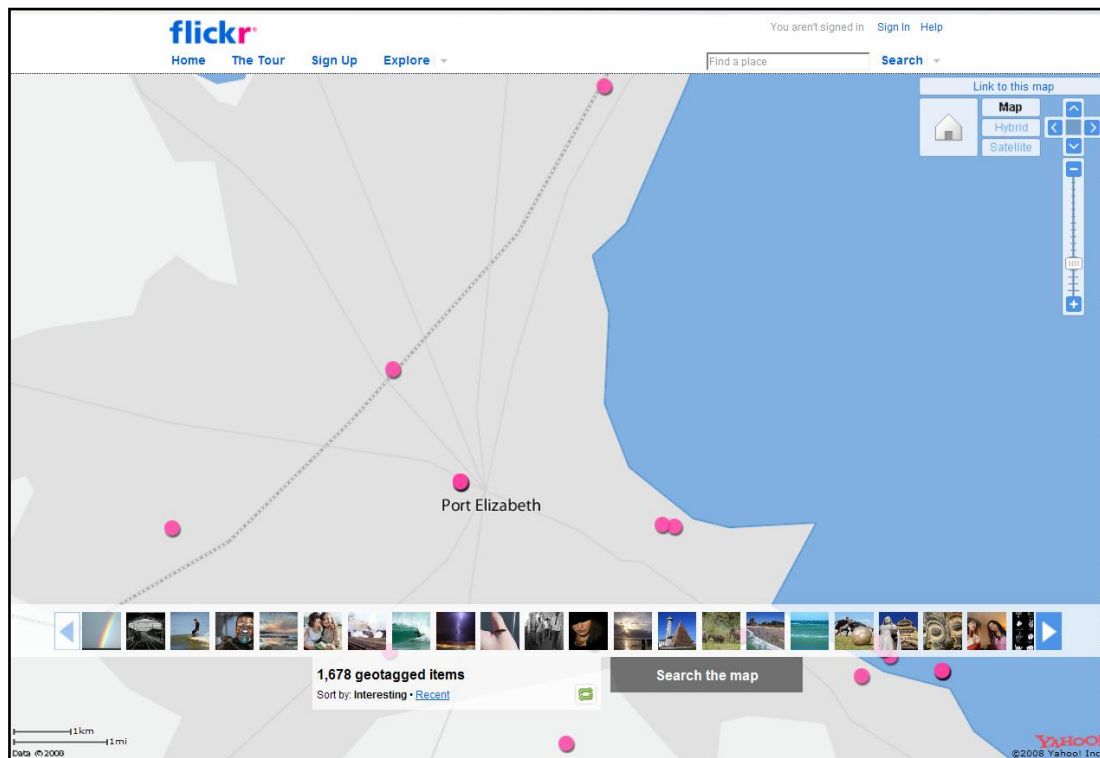 flickr
You aren't signed in Sign In Help
Home The Tour Sign Up Explore
Find a place Search
Link to this map
Map
Hybrid
Satellite
Port Elizabeth
1,678 geotagged items
Sort by: Interesting • Recent
Search the map
1km
1mi
Data ©2008
YAHOO!
©2008 Yahoo! Inc